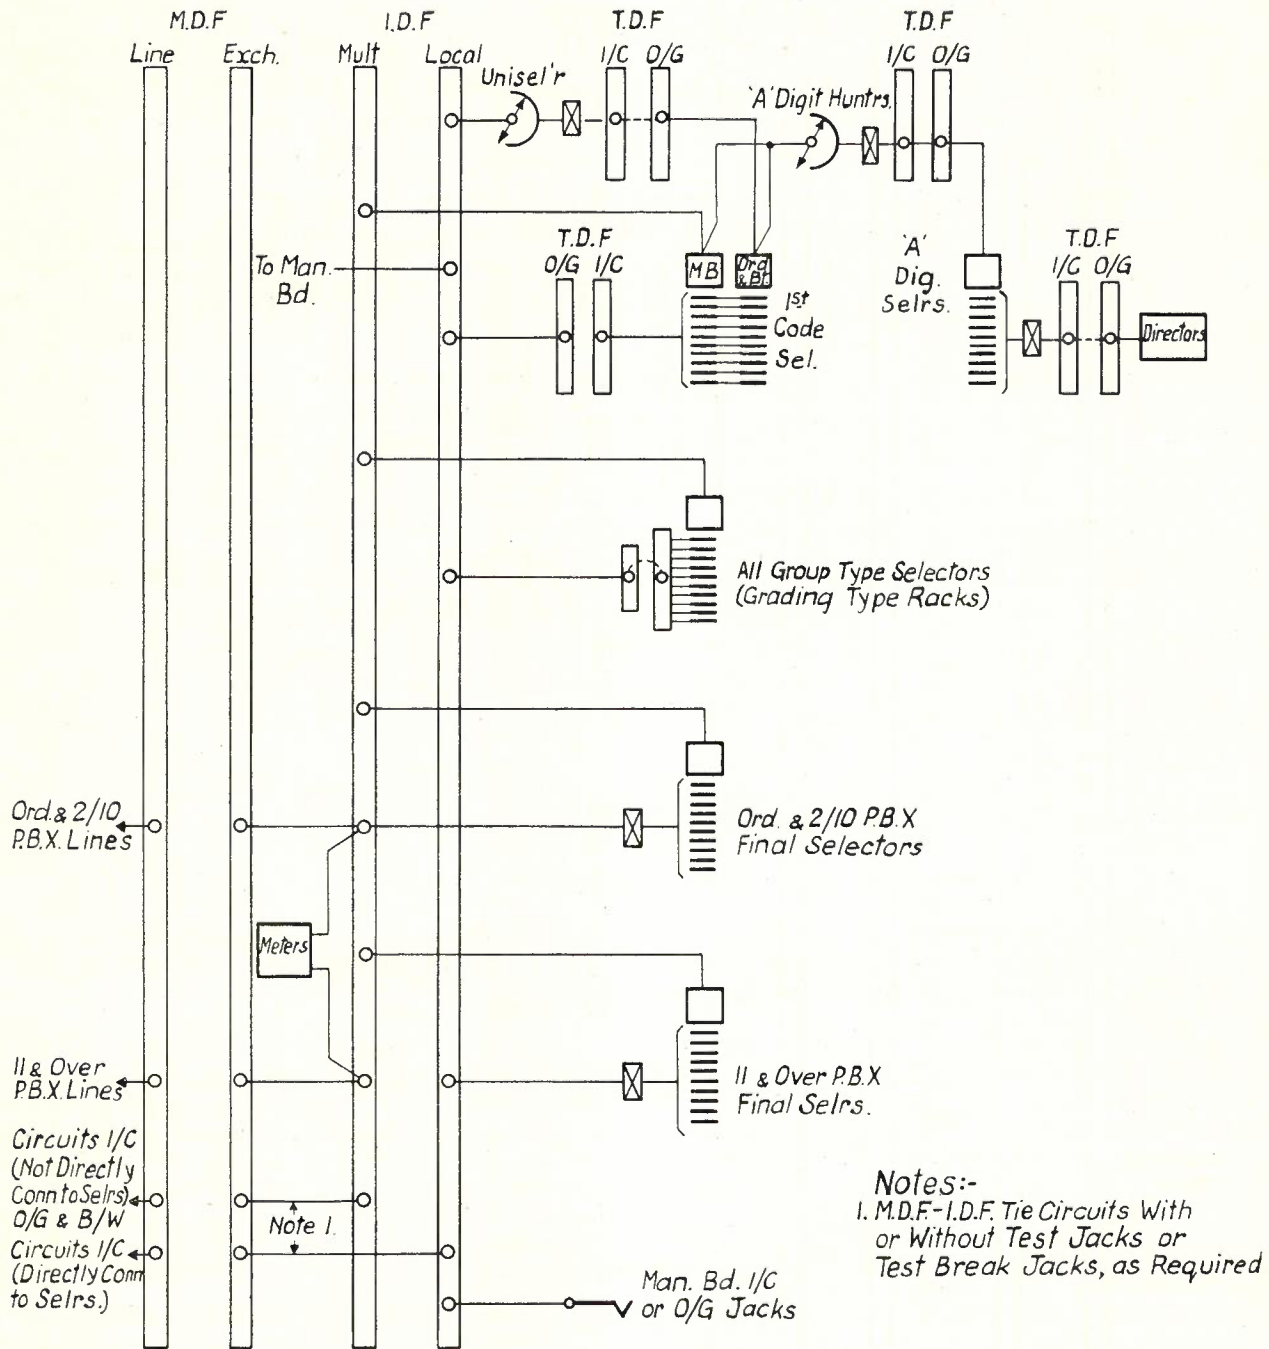 M.D.F
I.D.F
T.D.F
T.D.F
Line
Exch.
Mult
Local
I/C
O/G
I/C
O/G
Unisel'r
'A' Digit Huntrs.
To Man.
Bd.
T.D.F
O/G
I/C
MB
Ord
& Bt.
1st
Code
Sel.
'A'
Dig.
Selrs.
T.D.F
I/C
O/G
Directors
All Group Type Selectors
(Grading Type Racks)
Ord. & 2/10
P.B.X. Lines
Ord. & 2/10 P.B.X
Final Selectors
Meters
11 & Over
P.B.X. Lines
11 & Over P.B.X
Final Selrs.
Circuits I/C
(Not Directly
Conn to Selrs)
O/G & B/W
Note 1.
Circuits I/C
(Directly Conn
to Selrs.)
Man. Bd. I/C
or O/G Jacks
Notes:-
1. M.D.F.-I.D.F. Tie Circuits With
or Without Test Jacks or
Test Break Jacks, as Required